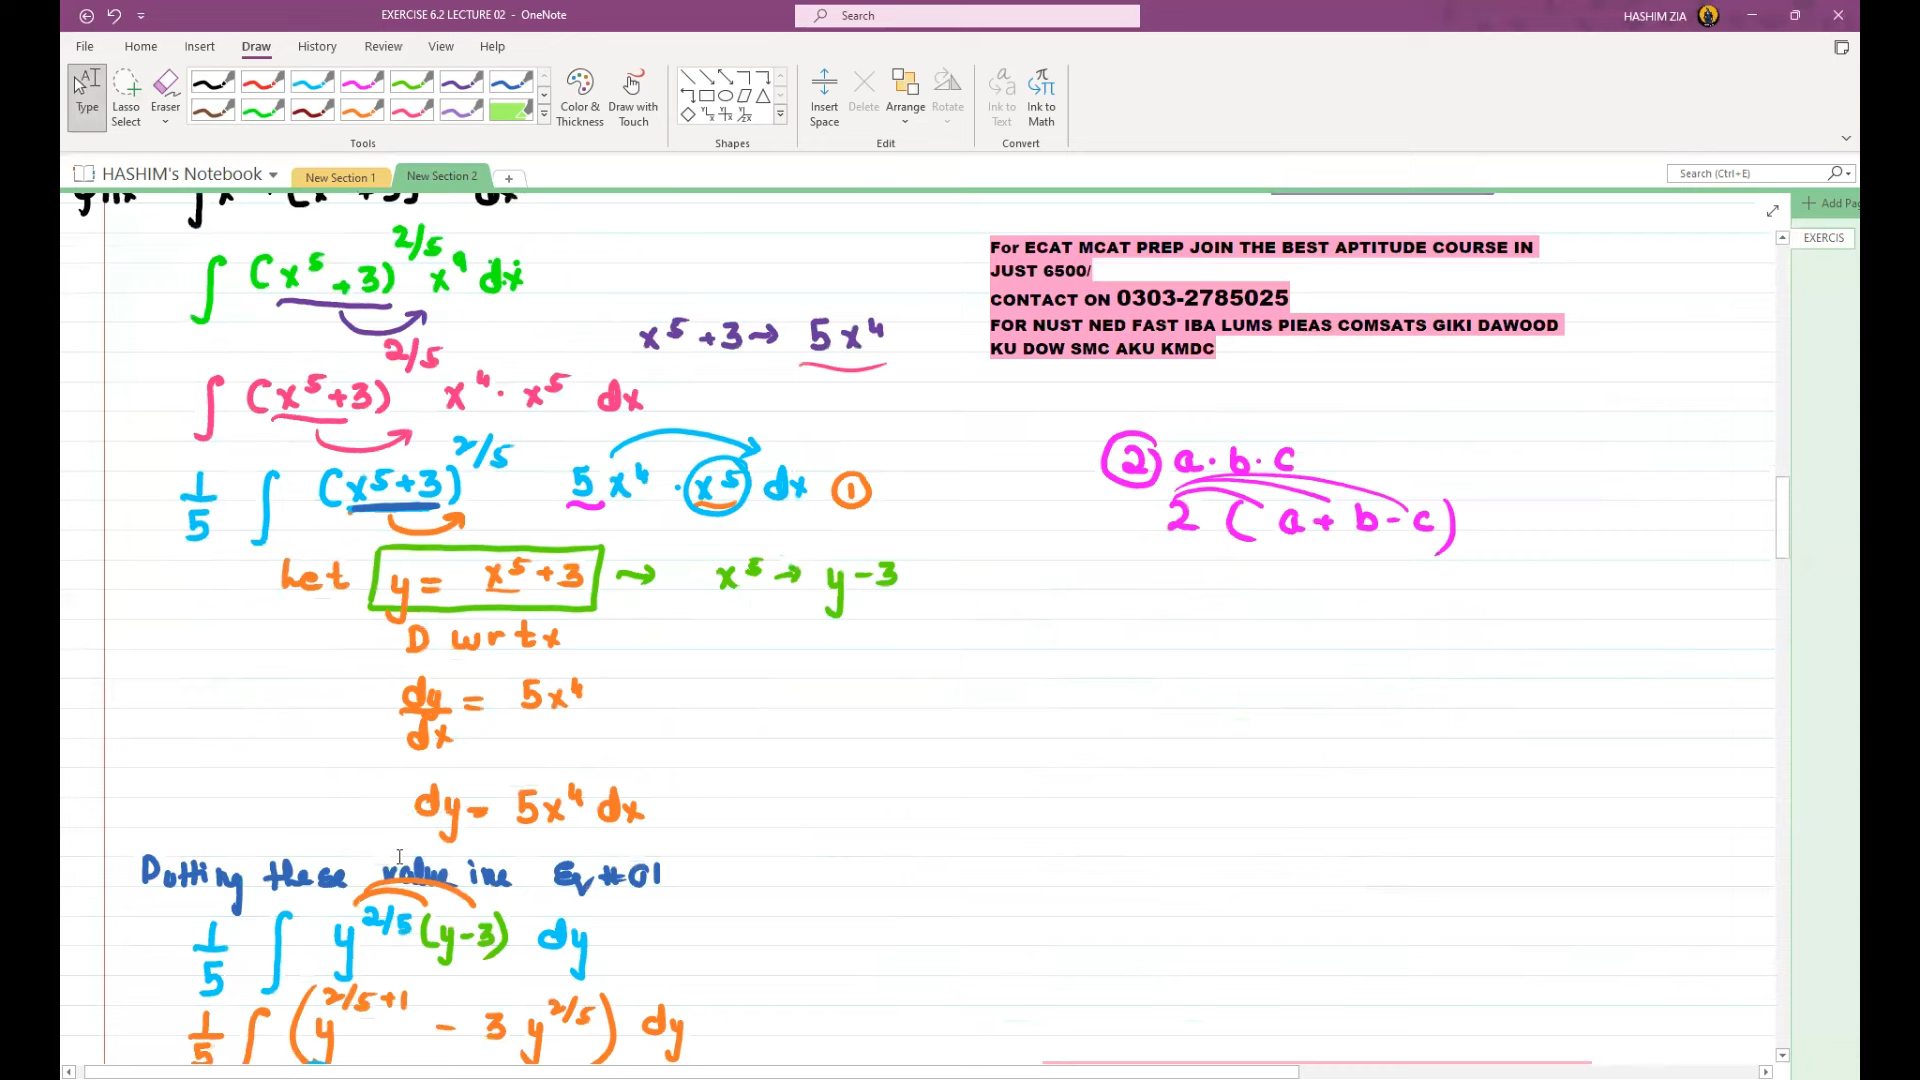 EXERCISE 6.2 LECTURE 02 - OneNote
Search
HASHIM ZIA
File Home Insert Draw History Review View Help
Type
Lasso Select
Eraser
Color & Thickness
Draw with Touch
Insert Space
Delete
Arrange
Rotate
Ink to Text
Ink to Math
Tools Shapes Edit Convert
HASHIM's Notebook
New Section 1
New Section 2
Search (Ctrl+E)
Add Pag
EXERCIS
For ECAT MCAT PREP JOIN THE BEST APTITUDE COURSE IN
JUST 6500/
CONTACT ON 0303-2785025
FOR NUST NED FAST IBA LUMS PIEAS COMSATS GIKI DAWOOD
KU DOW SMC AKU KMDC
∫ (x⁵ + 3)^2/5 x⁹ dx
x⁵ + 3 → 5x⁴
∫ (x⁵+3)^2/5 x⁴ · x⁵ dx
1/5 ∫ (x⁵+3)^2/5 5x⁴ · x⁵ dx ①
Let y = x⁵ + 3 → x⁵ → y - 3
D wrt x
dy/dx = 5x⁴
dy = 5x⁴ dx
Putting these value ine Eq # 01
1/5 ∫ y^2/5 (y-3) dy
1/5 ∫ (y^2/5+1 - 3 y^2/5) dy
② a · b · c
2 ( a + b - c )